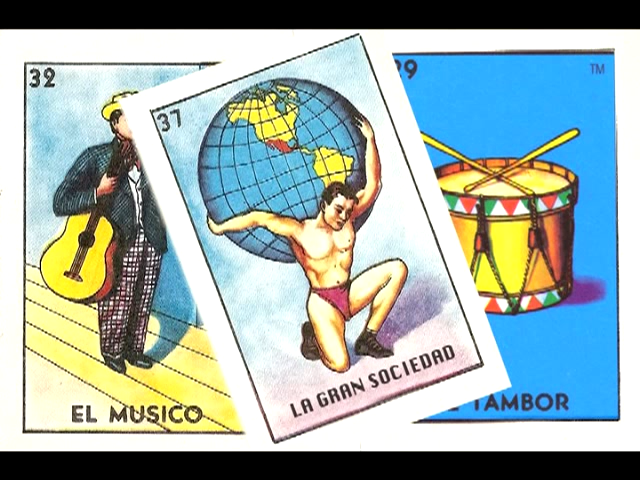 32
EL MUSICO
37
LA GRAN SOCIEDAD
29
TM
TAMBOR